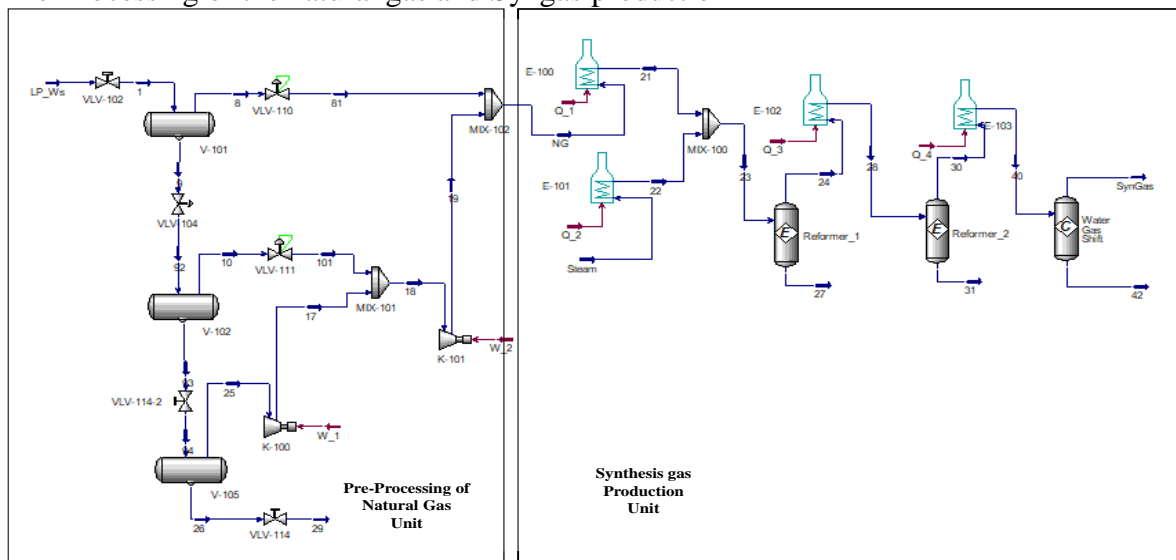 LP_Ws
VLV-102
1
8
VLV-110
81
MIX-102
V-101
9
VLV-104
92
10
VLV-111
101
MIX-101
18
19
17
V-102
93
VLV-114-2
25
K-100
W_1
K-101
W_2
94
V-105
26
VLV-114
29
Pre-Processing of
Natural Gas
Unit
E-100
21
Q_1
NG
E-101
22
Q_2
Steam
MIX-100
23
E-102
Q_3
24
28
E
Reformer_1
27
E-103
Q_4
30
40
E
Reformer_2
31
SynGas
C
Water
Gas
Shift
42
Synthesis gas
Production
Unit